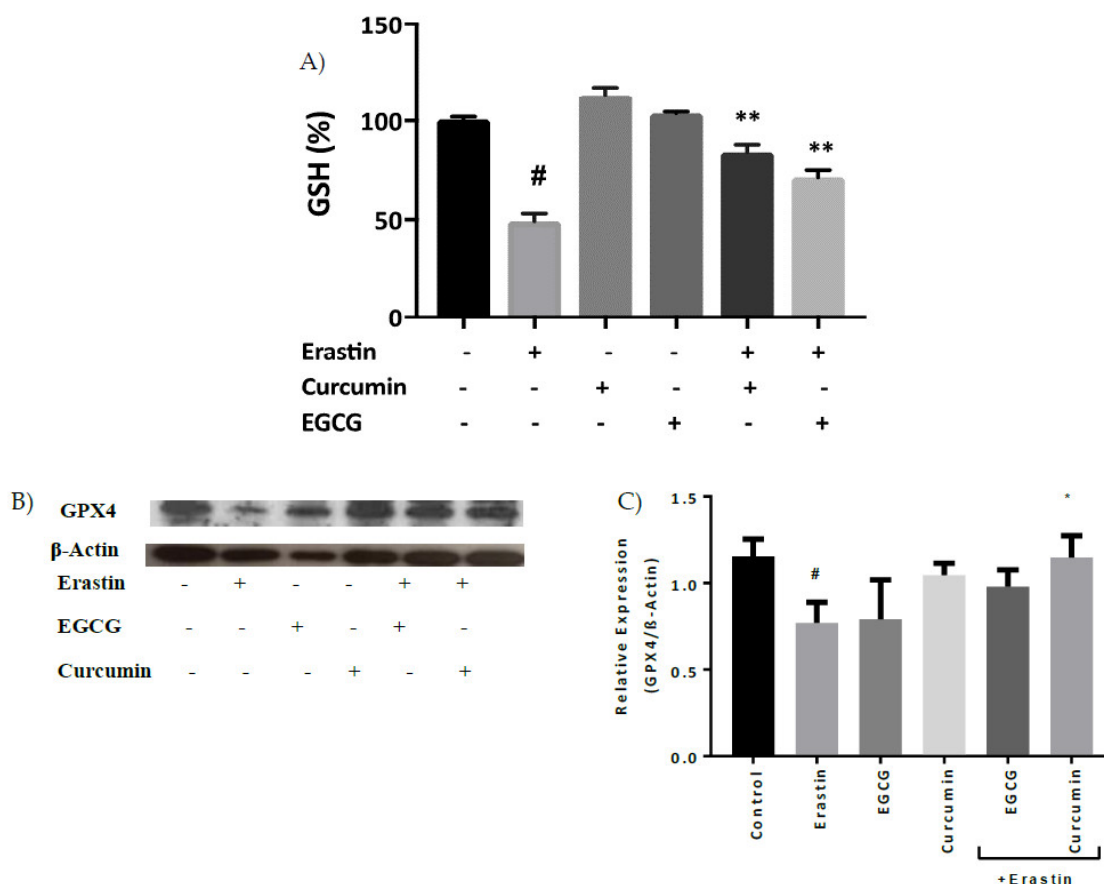 A)
GSH (%)
150
100
50
0
#
**
**
Erastin - + - - + +
Curcumin - - + - + -
EGCG - - - + - +
B)
GPX4
β-Actin
Erastin - + - - + +
EGCG - - + - + -
Curcumin - - - + - +
C)
Relative Expression
(GPX4/ß-Actin)
1.5
1.0
0.5
0.0
#
*
Control
Erastin
EGCG
Curcumin
EGCG
Curcumin
+Erastin